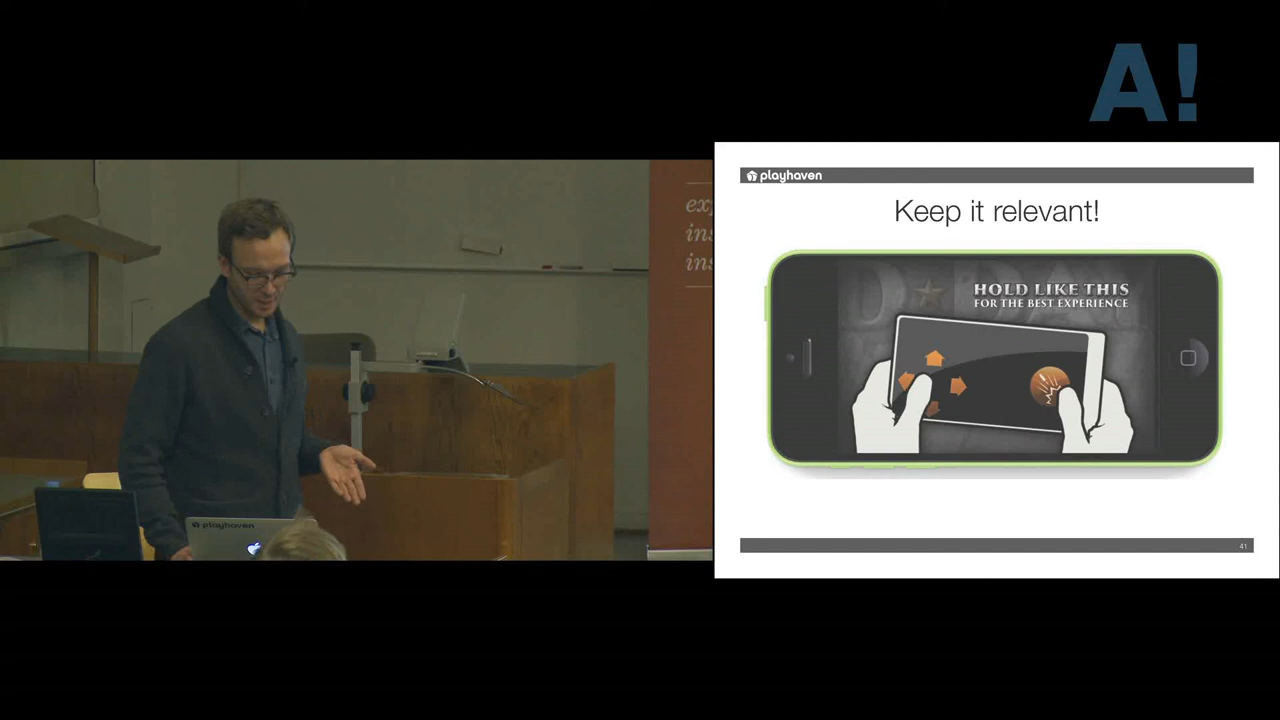 A!
playhaven
Keep it relevant!
HOLD LIKE THIS
FOR THE BEST EXPERIENCE
41
playhaven